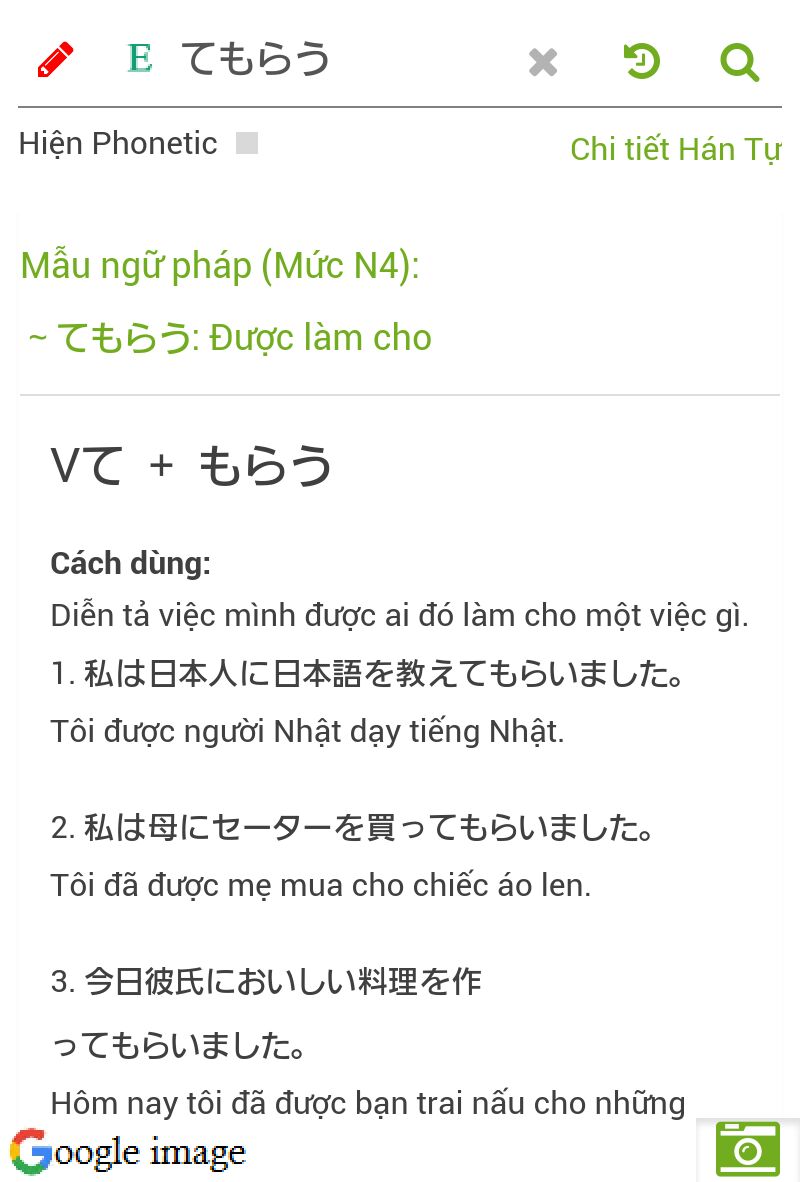 E てもらう
Hiện Phonetic
Chi tiết Hán Tự
Mẫu ngữ pháp (Mức N4):
~ てもらう: Được làm cho
Vて + もらう
Cách dùng:
Diễn tả việc mình được ai đó làm cho một việc gì.
1. 私は日本人に日本語を教えてもらいました。
Tôi được người Nhật dạy tiếng Nhật.
2. 私は母にセーターを買ってもらいました。
Tôi đã được mẹ mua cho chiếc áo len.
3. 今日彼氏においしい料理を作
ってもらいました。
Hôm nay tôi đã được bạn trai nấu cho những
Google image